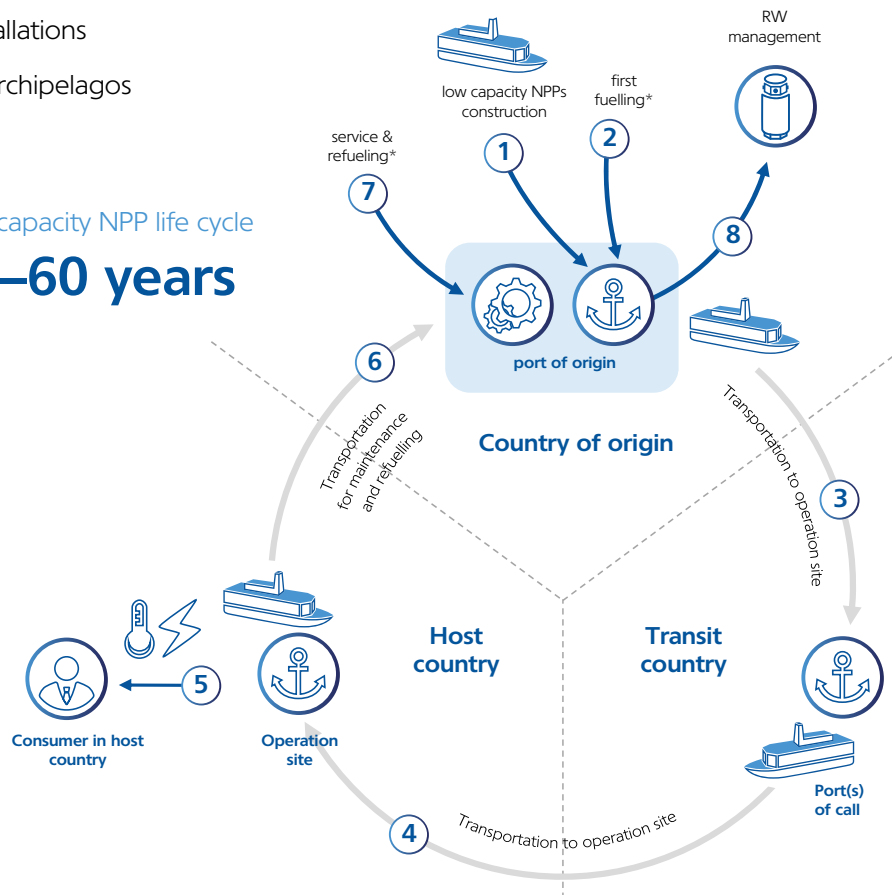 allations
rchipelagos
capacity NPP life cycle
–60 years
RW
management
low capacity NPPs
construction
first
fuelling*
service &
refueling*
1
2
7
8
port of origin
Country of origin
6
Transportation
for maintenance
and refuelling
Transportation to operation site
3
Host
country
Transit
country
5
Consumer in host
country
Operation
site
Port(s)
of call
4
Transportation to operation site